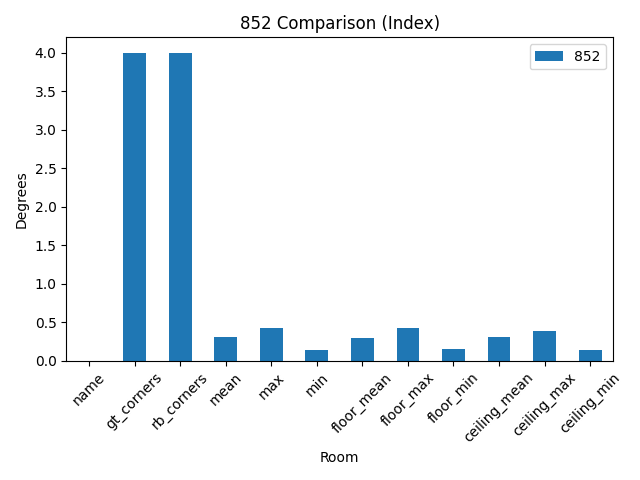 852 Comparison (Index)
852
Degrees
4.0
3.5
3.0
2.5
2.0
1.5
1.0
0.5
0.0
name
gt_corners
rb_corners
mean
max
min
floor_mean
floor_max
floor_min
ceiling_mean
ceiling_max
ceiling_min
Room